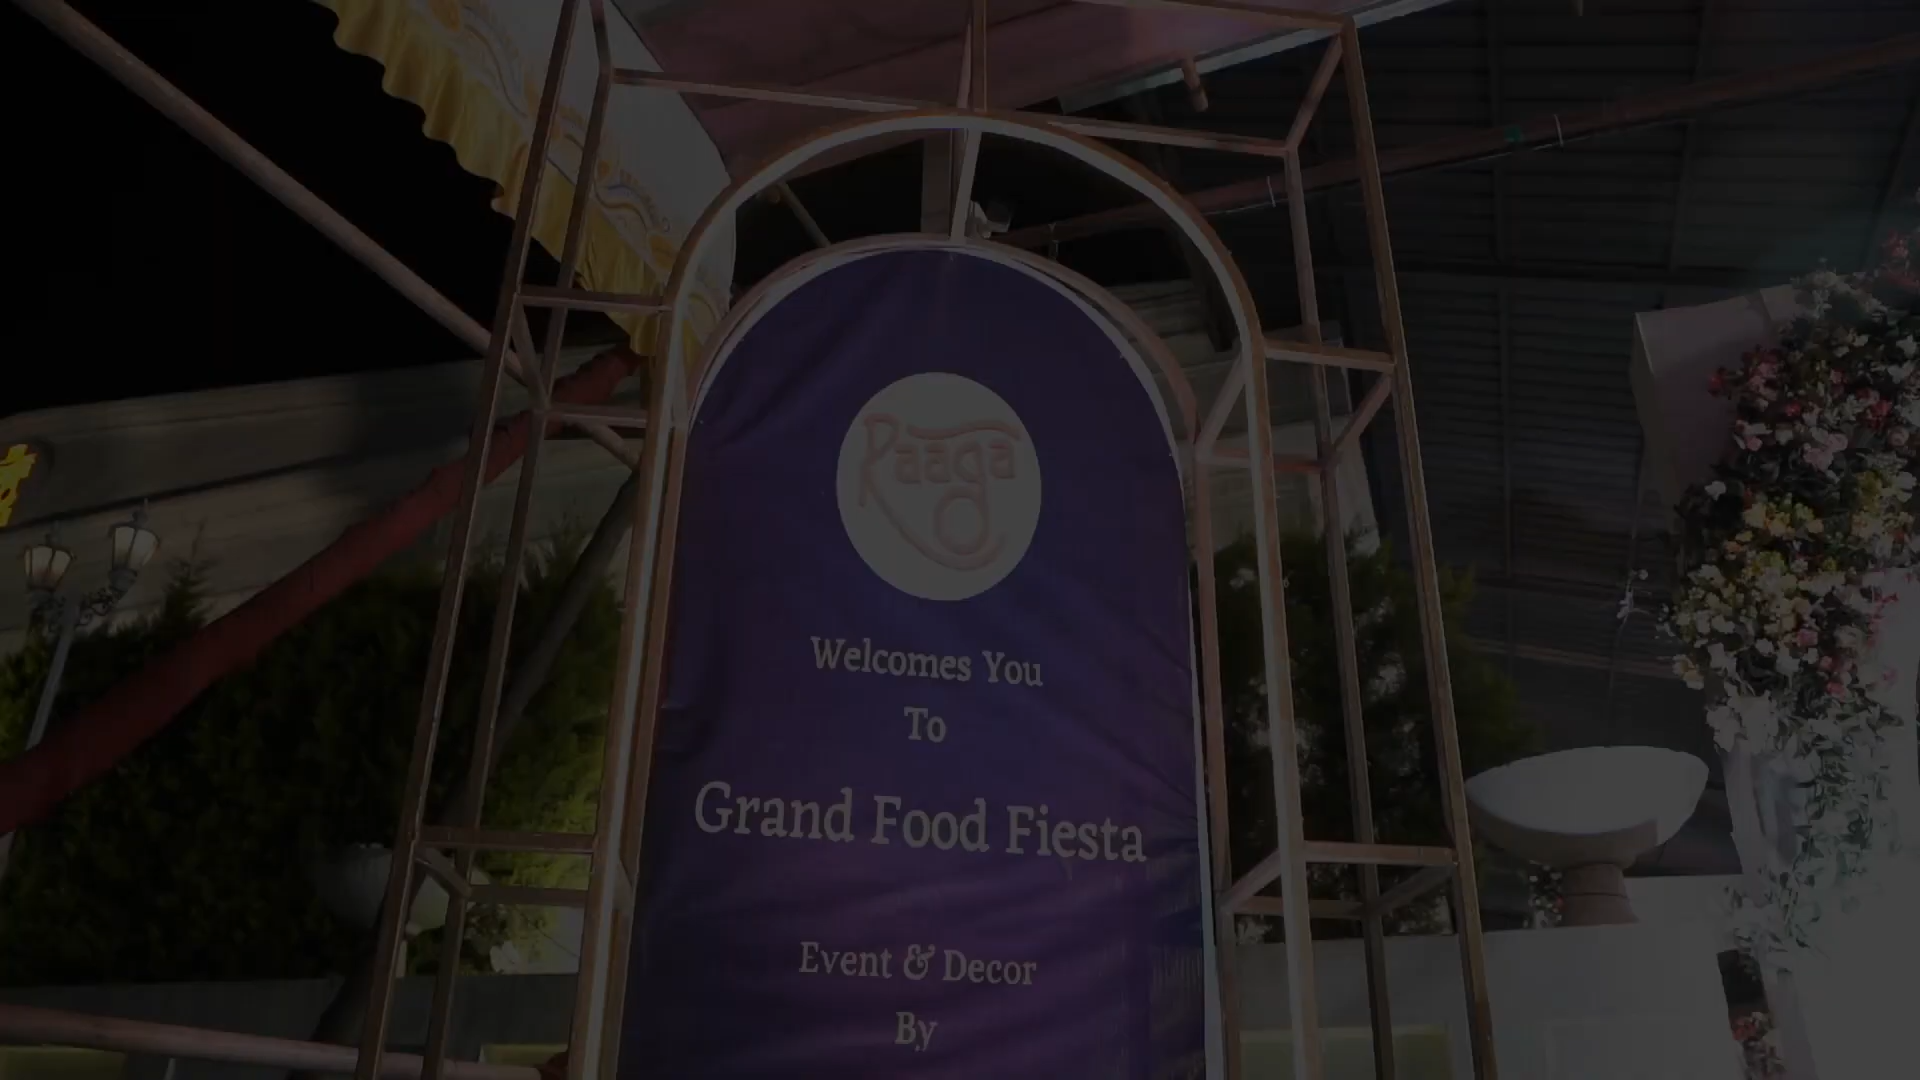 Raaga
Welcomes You
To
Grand Food Fiesta
Event & Decor
By